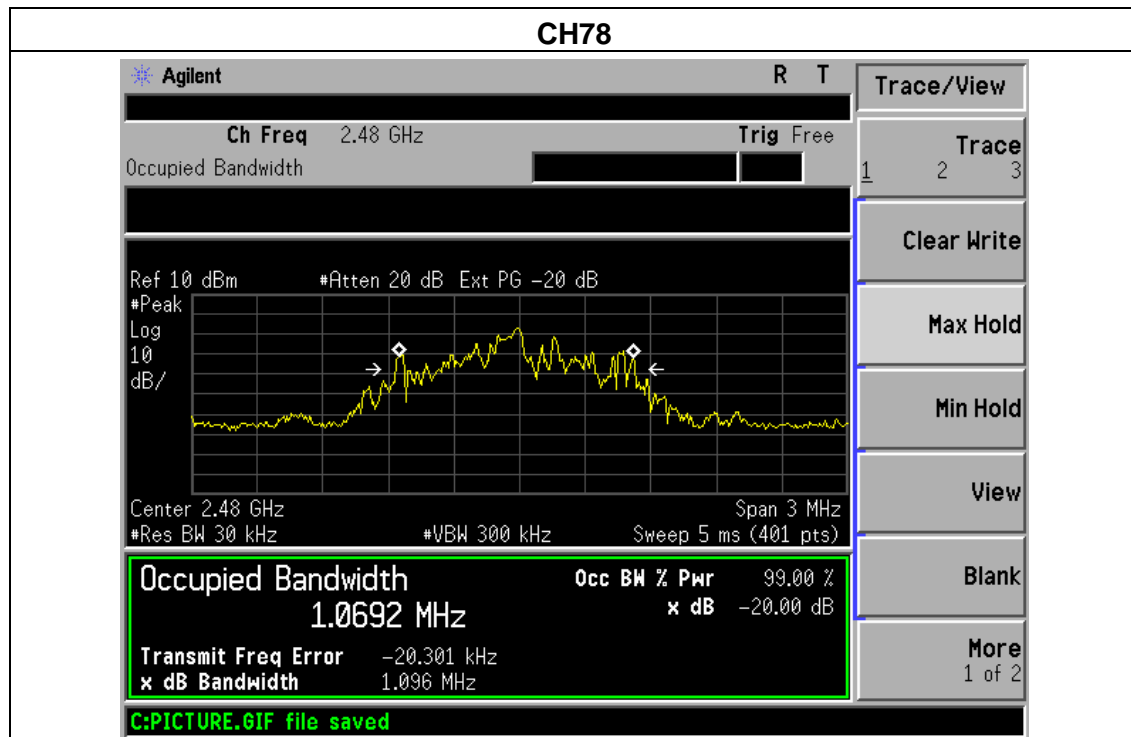 CH78
Agilent
R T
Trace/View
Ch Freq 2.48 GHz
Trig Free
Occupied Bandwidth
Trace
1 2 3
Clear Write
Ref 10 dBm #Atten 20 dB Ext PG -20 dB
#Peak
Log
10
dB/
Max Hold
Min Hold
View
Center 2.48 GHz
Span 3 MHz
#Res BW 30 kHz #VBW 300 kHz Sweep 5 ms (401 pts)
Occupied Bandwidth
1.0692 MHz
Occ BW % Pwr 99.00 %
x dB -20.00 dB
Blank
Transmit Freq Error -20.301 kHz
x dB Bandwidth 1.096 MHz
More
1 of 2
C:PICTURE.GIF file saved